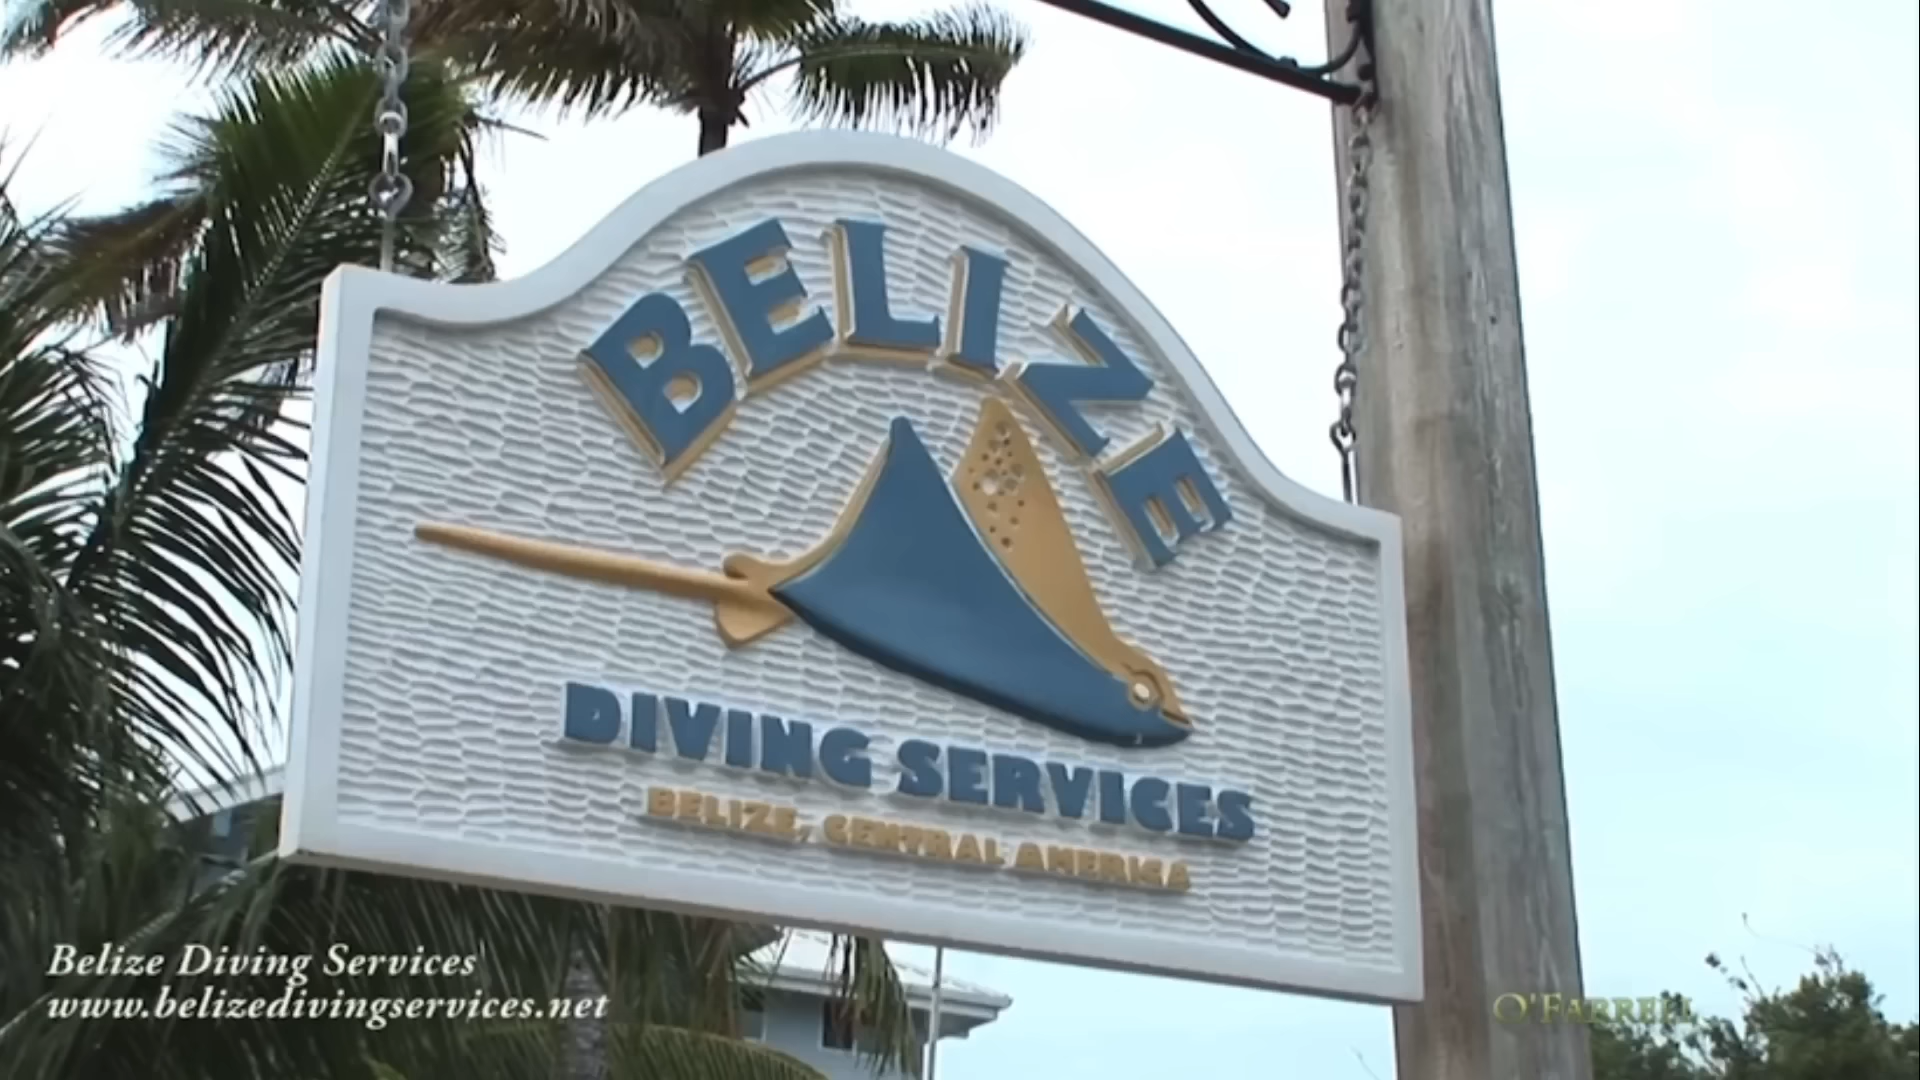 BELIZE
DIVING SERVICES
BELIZE, CENTRAL AMERICA
Belize Diving Services
www.belizedivingservices.net
O'FARRELL